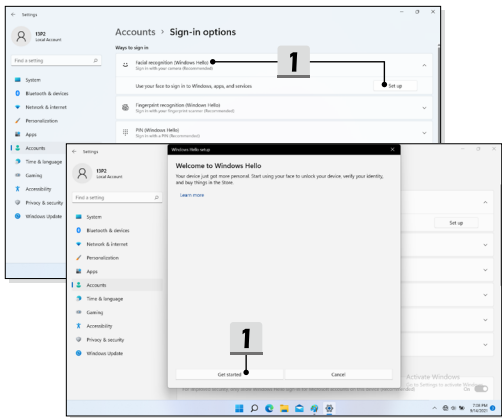 Settings
13P2
Local Account
Find a setting
System
Bluetooth & devices
Network & internet
Personalization
Apps
Accounts
Time & language
Gaming
Accessibility
Privacy & security
Windows Update
Accounts > Sign-in options
Ways to sign in
Facial recognition (Windows Hello)
Sign in with your camera (Recommended)
Use your face to sign in to Windows, apps, and services
Set up
Fingerprint recognition (Windows Hello)
Sign in with your fingerprint scanner (Recommended)
PIN (Windows Hello)
Sign in with a PIN (Recommended)
1
Settings
13P2
Local Account
Find a setting
System
Bluetooth & devices
Network & internet
Personalization
Apps
Accounts
Time & language
Gaming
Accessibility
Privacy & security
Windows Update
Windows Hello setup
Welcome to Windows Hello
Your device just got more personal. Start using your face to unlock your device, verify your identity,
and buy things in the Store.
Learn more
1
Get started
Cancel
Set up
Activate Windows
Go to Settings to activate Windows.
On